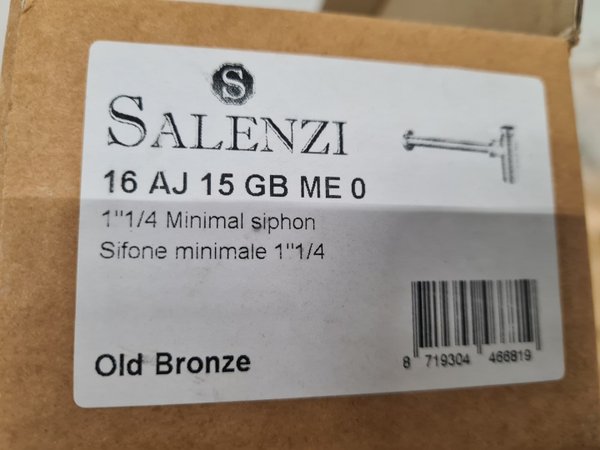 S
SALENZI
16 AJ 15 GB ME 0
1"1/4 Minimal siphon
Sifone minimale 1"1/4
Old Bronze
8 719304 466819